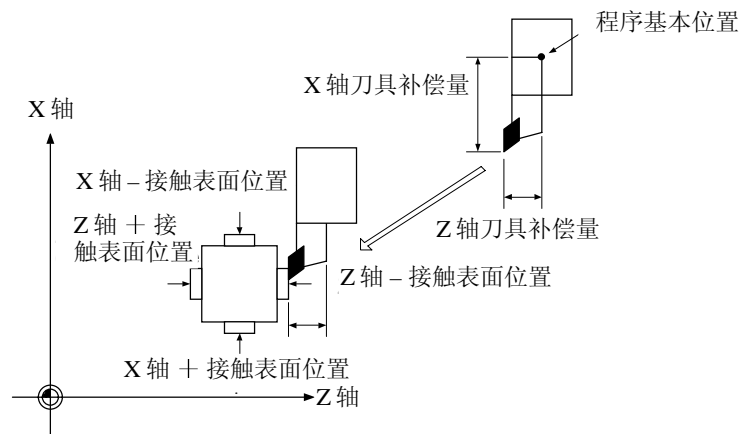 程序基本位置
X 轴刀具补偿量
X 轴
X 轴 – 接触表面位置
Z 轴 + 接
触表面位置
Z 轴刀具补偿量
Z 轴 – 接触表面位置
X 轴 + 接触表面位置
Z 轴